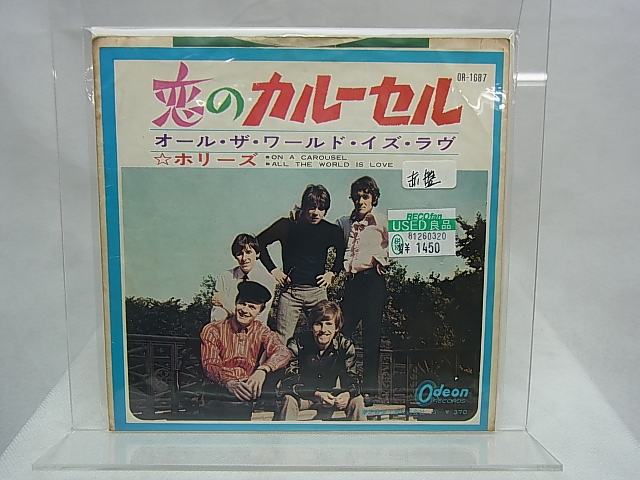 恋のカルーセル
OR-1687
オール・ザ・ワールド・イズ・ラヴ
☆ホリーズ
■ON A CAROUSEL
■ALL THE WORLD IS LOVE
赤盤
RECOfan
USED 良品
81260320
¥ 1450
Odeon
RECORDS
¥370